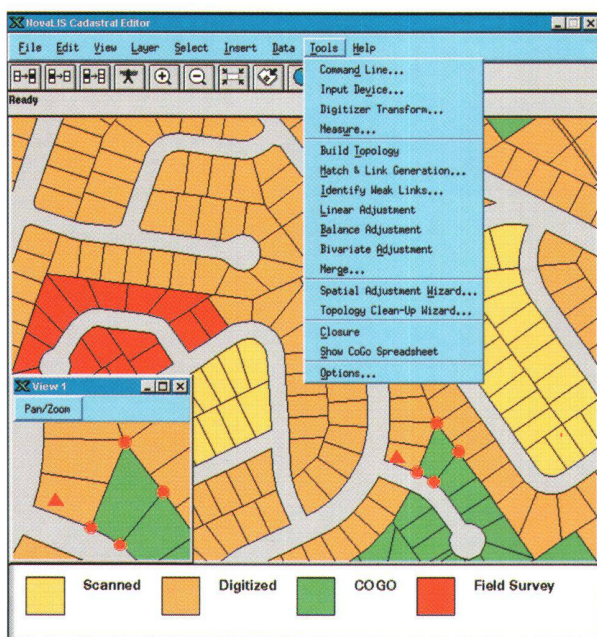 NovaLIS Cadastral Editor
File Edit View Layer Select Insert Data Tools Help
Ready
Command Line...
Input Device...
Digitizer Transform...
Measure...
Build Topology
Match & Link Generation...
Identify Weak Links...
Linear Adjustment
Balance Adjustment
Bivariate Adjustment
Merge...
Spatial Adjustment Wizard...
Topology Clean-Up Wizard...
Closure
Show CoGo Spreadsheet
Options...
View 1
Pan/Zoom
Scanned Digitized COGO Field Survey